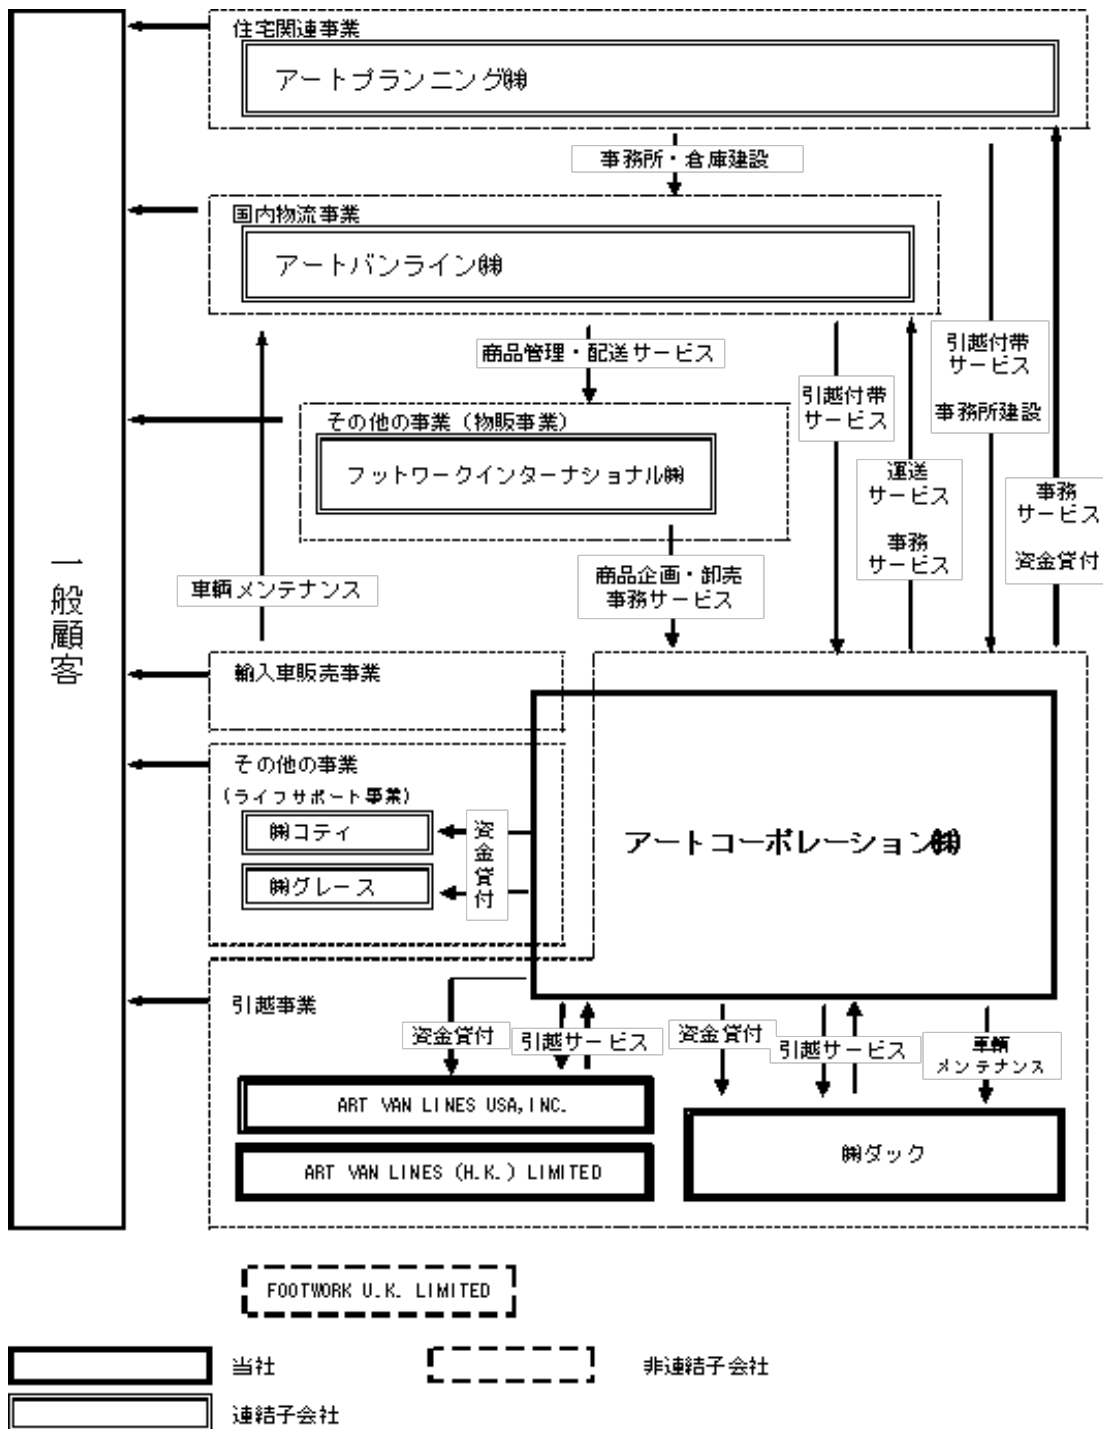 住宅関連事業
アートプランニング㈱
事務所・倉庫建設
国内物流事業
アートバンライン㈱
商品管理・配送サービス
引越付帯
サービス
事務所建設
引越付帯
サービス
その他の事業（物販事業）
フットワークインターナショナル㈱
運送
サービス
事務
サービス
事務
サービス
資金貸付
商品企画・卸売
事務サービス
車輌メンテナンス
一般顧客
輸入車販売事業
その他の事業
（ライフサポート事業）
㈱コティ
㈱グレース
資金貸付
アートコーポレーション㈱
引越事業
資金貸付
引越サービス
資金貸付
引越サービス
車輌
メンテナンス
ART VAN LINES USA,INC.
ART VAN LINES (H.K.) LIMITED
㈱ダック
FOOTWORK U.K. LIMITED
当社
非連結子会社
連結子会社